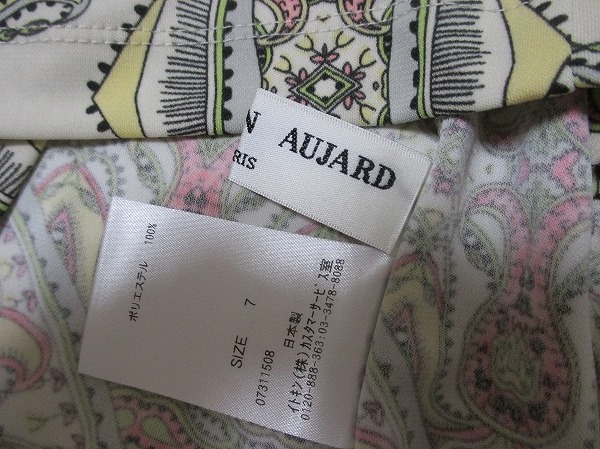 N AUJARD
RIS
ポリエステル 100%
SIZE 7
07311508
日本製
イトキン(株)カスタマーサービス室
0120-888-363:03-3478-8088